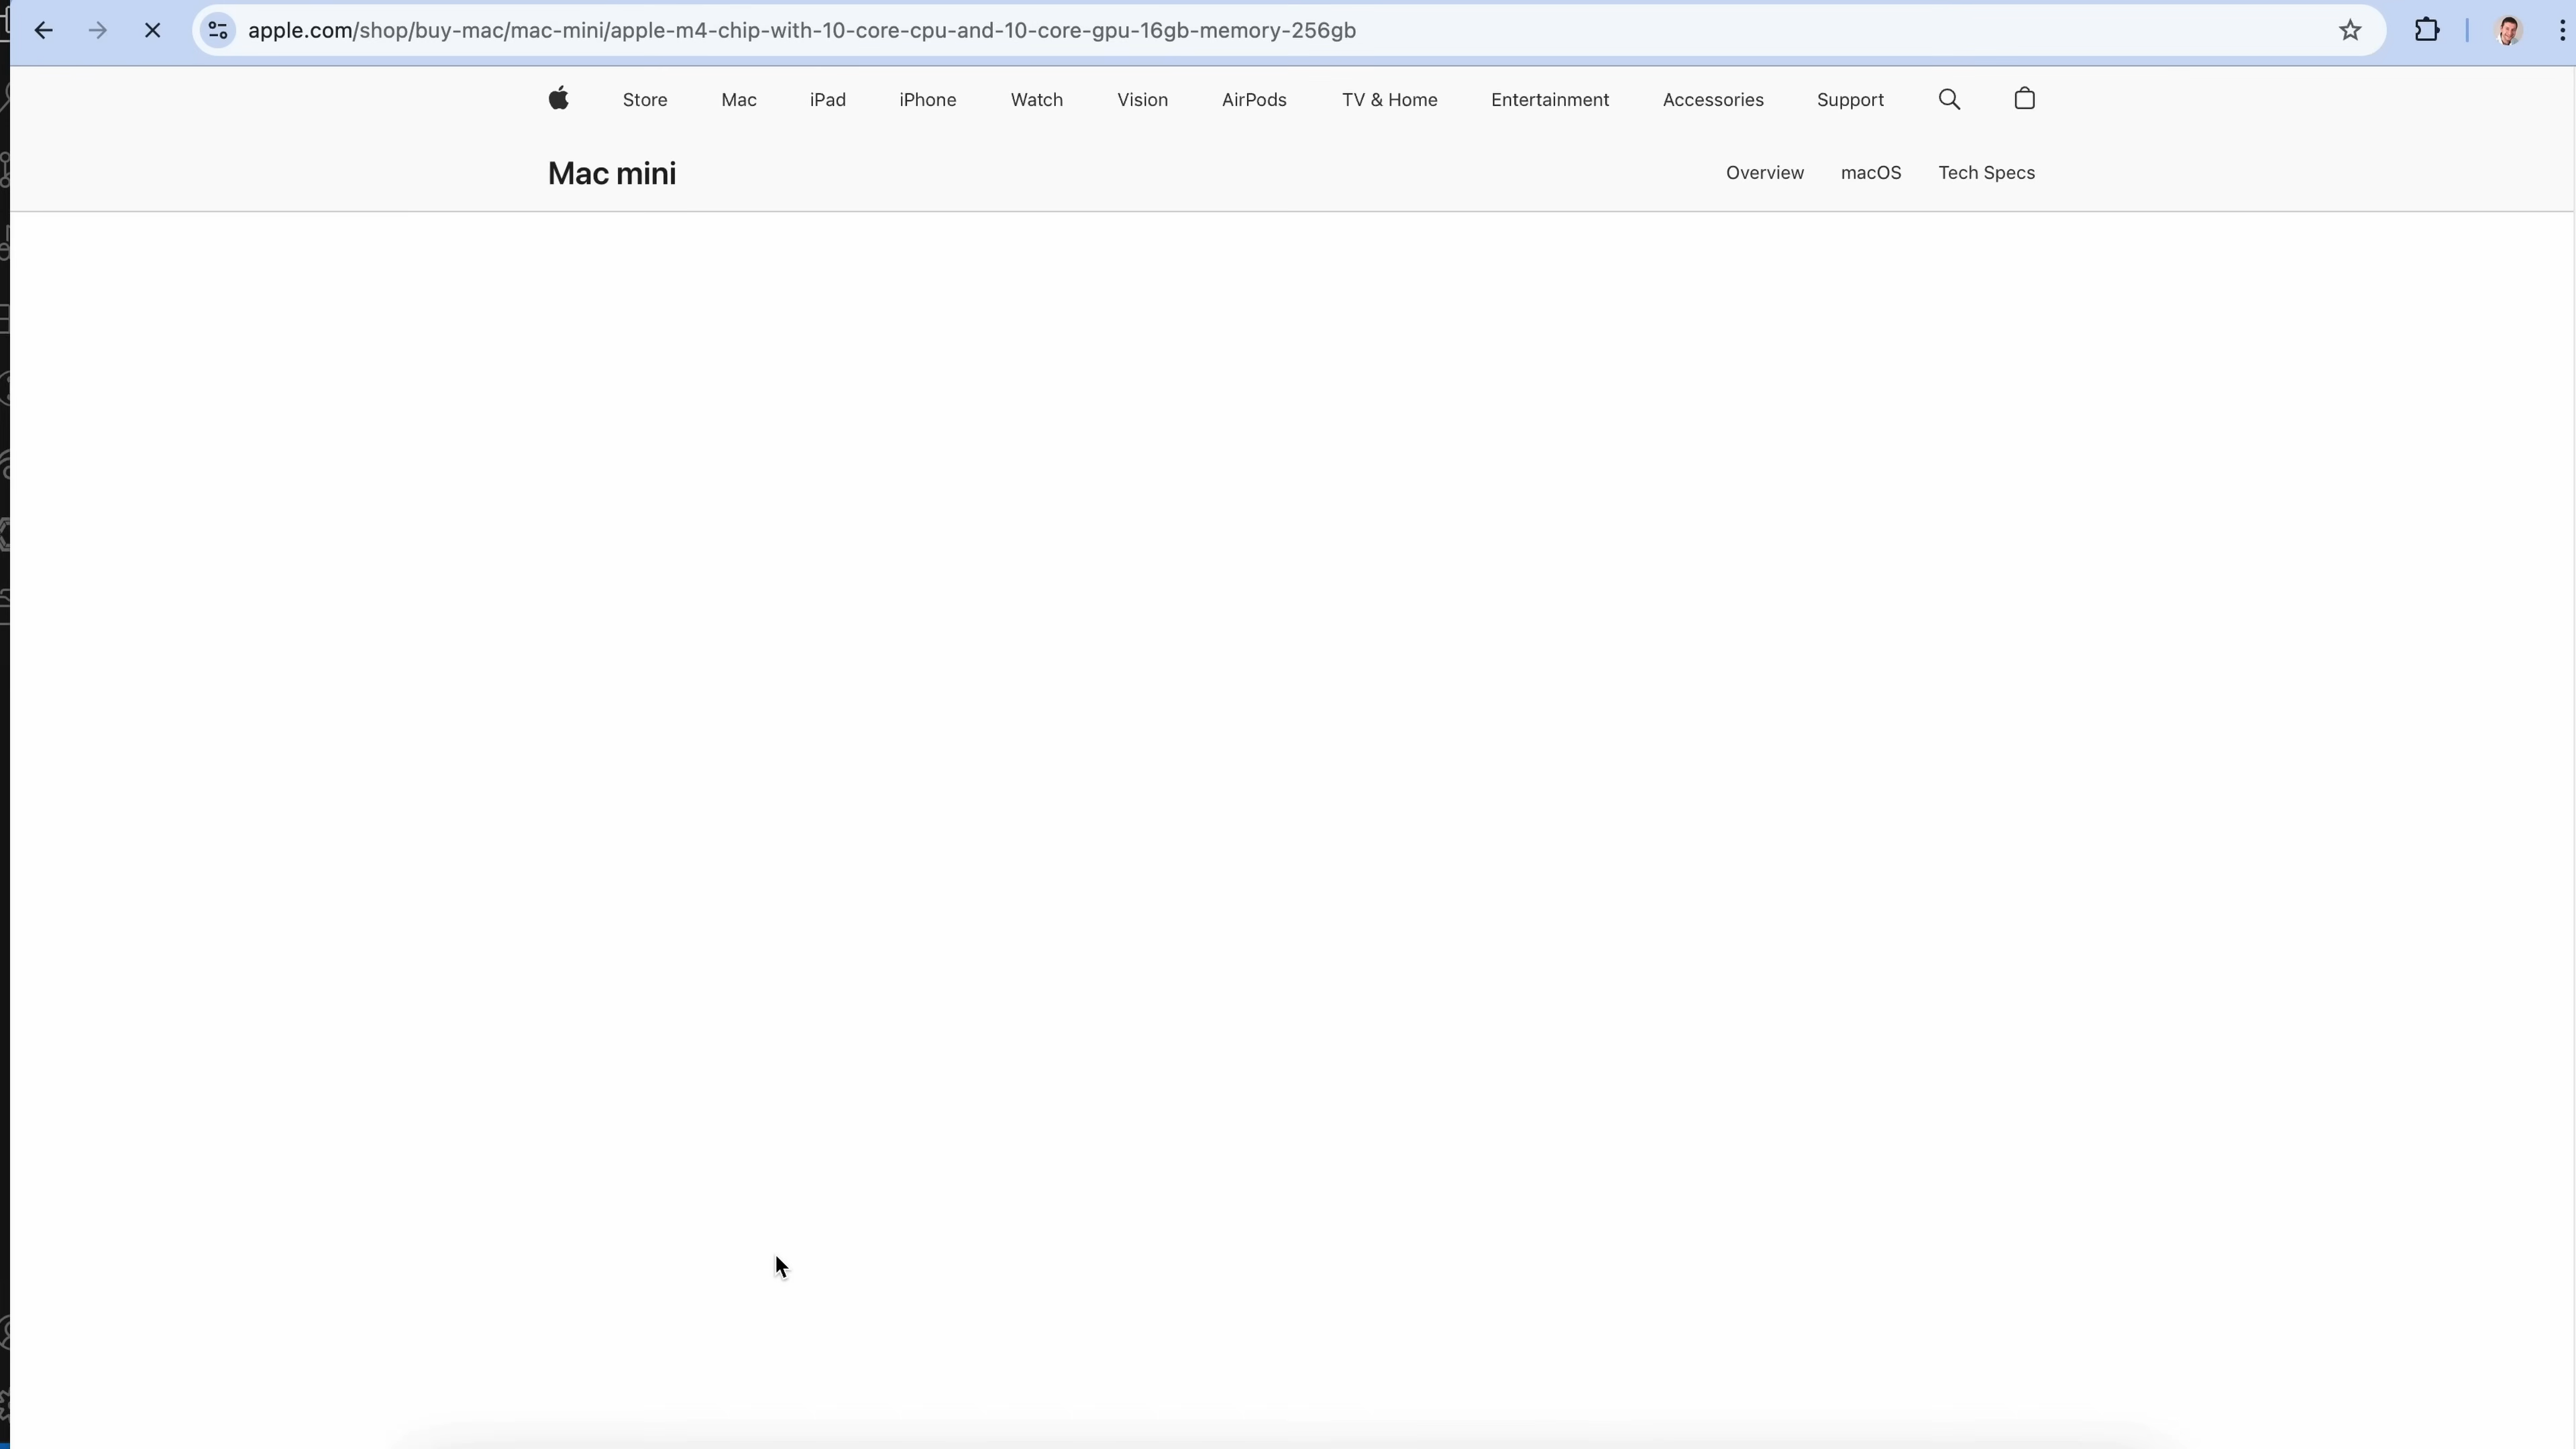 apple.com/shop/buy-mac/mac-mini/apple-m4-chip-with-10-core-cpu-and-10-core-gpu-16gb-memory-256gb
Store Mac iPad iPhone Watch Vision AirPods TV & Home Entertainment Accessories Support
Mac mini Overview macOS Tech Specs